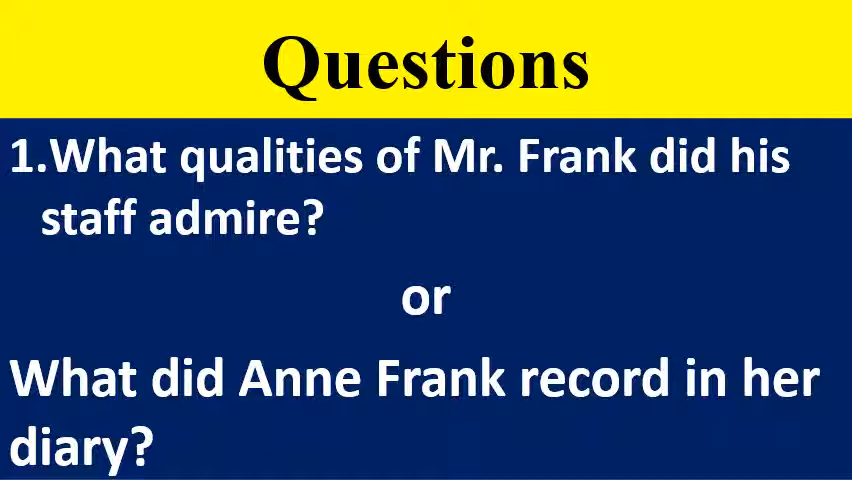 Questions
1.What qualities of Mr. Frank did his
staff admire?
or
What did Anne Frank record in her
diary?